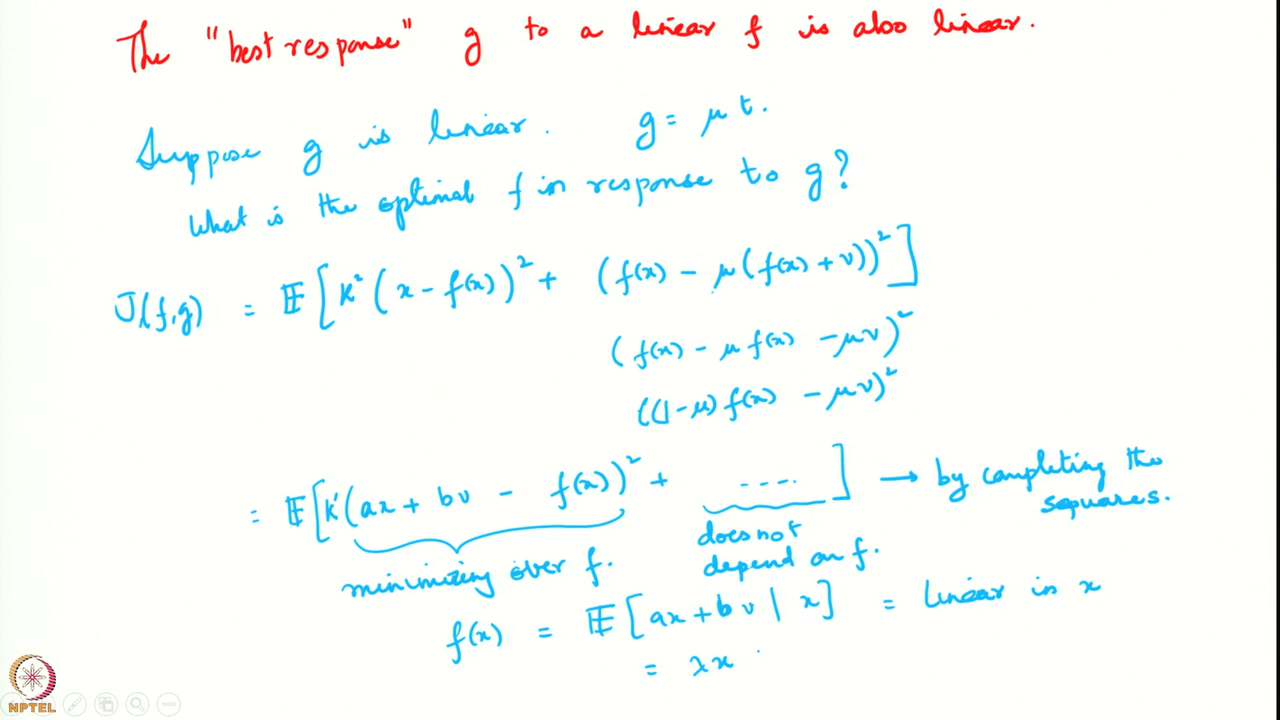 The "best response" g to a linear f is also linear.
Suppose g is linear. g = μt.
What is the optimal f in response to g?
J(f,g) = 𝔼[k²(x − f(x))² + (f(x) − μ(f(x) + v))²]
(f(x) − μf(x) − μv)²
((1−μ)f(x) − μv)²
= 𝔼[k'(ax + bv − f(x))² + ....] → by completing the
squares.
minimizing over f.
does not
depend on f.
f(x) = 𝔼[ax + bv | x] = linear in x
= λx.
NPTEL